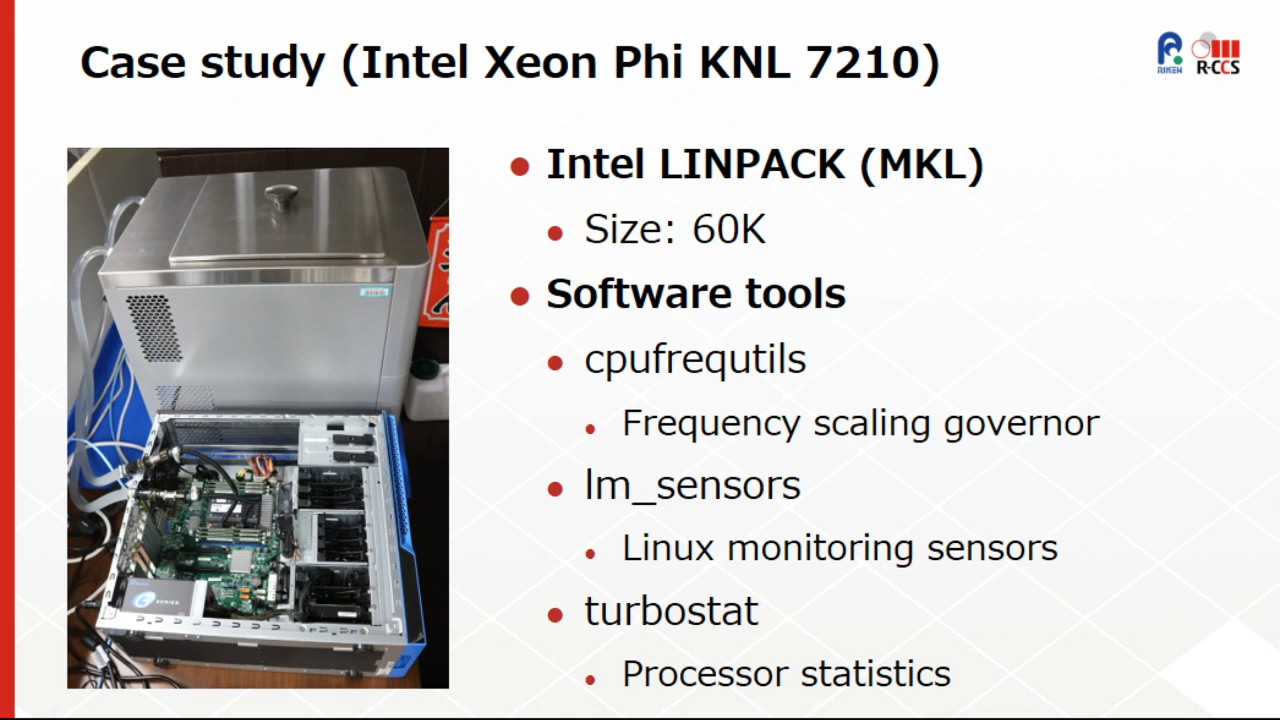 Case study (Intel Xeon Phi KNL 7210)
RIKEN
R-CCS
Intel LINPACK (MKL)
Size: 60K
Software tools
cpufrequtils
Frequency scaling governor
lm_sensors
Linux monitoring sensors
turbostat
Processor statistics